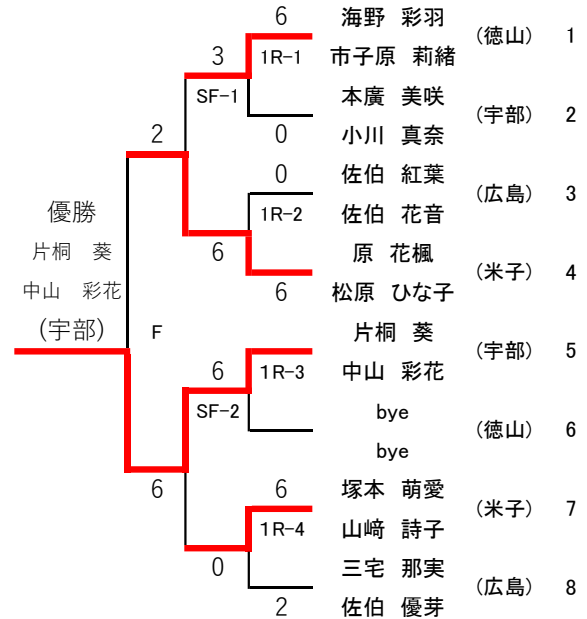 6 海野 彩羽
(徳山) 1
3 1R-1 市子原 莉緒
SF-1 本廣 美咲
(宇部) 2
2 0 小川 真奈
0 佐伯 紅葉
(広島) 3
優勝 1R-2 佐伯 花音
片桐 葵 6 原 花楓
(米子) 4
中山 彩花 6 松原 ひな子
(宇部) F 片桐 葵
(宇部) 5
6 1R-3 中山 彩花
SF-2 bye
(徳山) 6
bye
6 6 塚本 萌愛
(米子) 7
1R-4 山﨑 詩子
0 三宅 那実
(広島) 8
2 佐伯 優芽